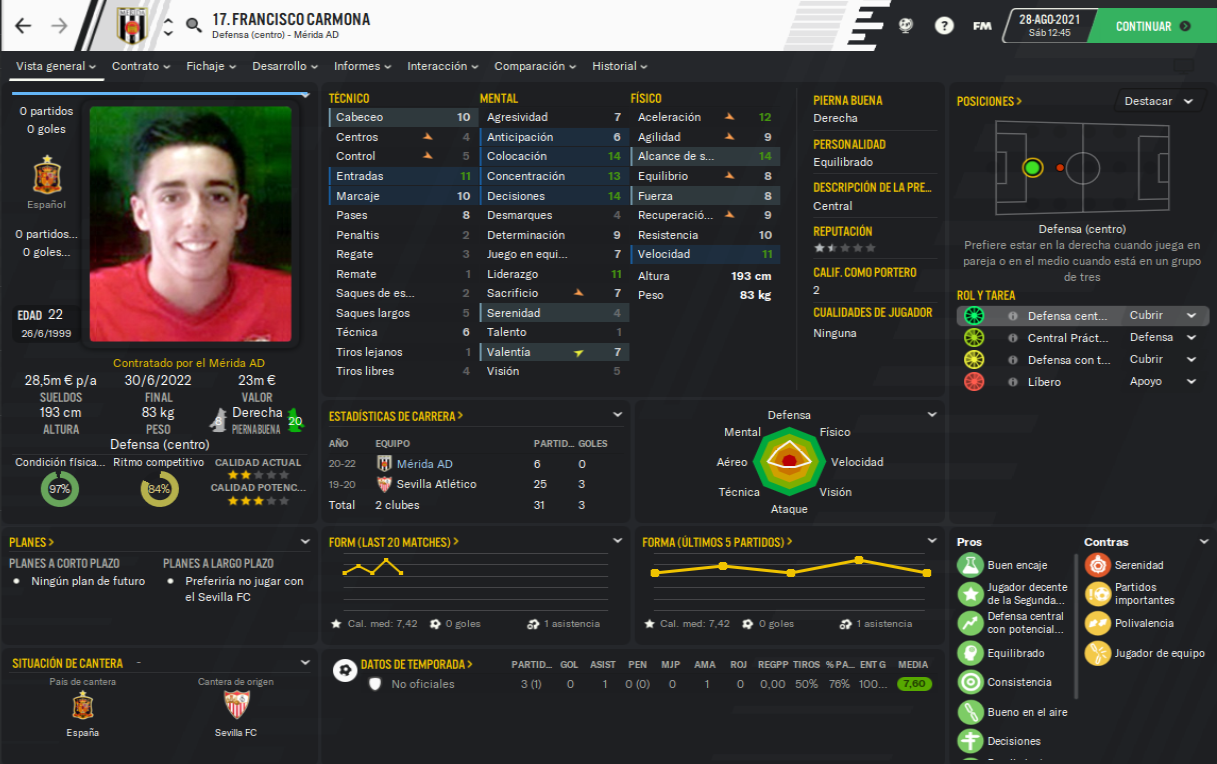 17. FRANCISCO CARMONA
Defensa (centro) - Mérida AD
FM
28-AGO-2021
Sáb 12:45
CONTINUAR
Vista general
Contrato
Fichaje
Desarrollo
Informes
Interacción
Comparación
Historial
0 partidos
0 goles
Español
0 partidos...
0 goles...
EDAD 22
26/6/1999
Contratado por el Mérida AD
28,5m € p/a
SUELDOS
30/6/2022
FINAL
23m €
VALOR
193 cm
ALTURA
83 kg
PESO
8
Derecha
PIERNA BUENA
20
Defensa (centro)
Condición física...
97%
Ritmo competitivo
84%
CALIDAD ACTUAL
CALIDAD POTENC...
TÉCNICO
Cabeceo 10
Centros 4
Control 5
Entradas 11
Marcaje 10
Pases 8
Penaltis 2
Regate 3
Remate 1
Saques de es... 2
Saques largos 5
Técnica 6
Tiros lejanos 1
Tiros libres 4
MENTAL
Agresividad 7
Anticipación 6
Colocación 14
Concentración 13
Decisiones 14
Desmarques 4
Determinación 9
Juego en equi... 7
Liderazgo 11
Sacrificio 7
Serenidad 4
Talento 1
Valentía 7
Visión 5
FÍSICO
Aceleración 12
Agilidad 9
Alcance de s... 14
Equilibrio 8
Fuerza 8
Recuperació... 9
Resistencia 10
Velocidad 11
Altura 193 cm
Peso 83 kg
PIERNA BUENA
Derecha
PERSONALIDAD
Equilibrado
DESCRIPCIÓN DE LA PRE...
Central
REPUTACIÓN
CALIF. COMO PORTERO
2
CUALIDADES DE JUGADOR
Ninguna
POSICIONES >
Destacar
Defensa (centro)
Prefiere estar en la derecha cuando juega en
pareja o en el medio cuando está en un grupo
de tres
ROL Y TAREA
Defensa cent... Cubrir
Central Práct... Defensa
Defensa con t... Cubrir
Líbero Apoyo
ESTADÍSTICAS DE CARRERA >
AÑO EQUIPO PARTID... GOLES
20-22 Mérida AD 6 0
19-20 Sevilla Atlético 25 3
Total 2 clubes 31 3
Defensa
Mental
Físico
Aéreo
Velocidad
Técnica
Visión
Ataque
PLANES >
PLANES A CORTO PLAZO
Ningún plan de futuro
PLANES A LARGO PLAZO
Preferiría no jugar con
el Sevilla FC
FORM (LAST 20 MATCHES) >
Cal. med: 7,42 0 goles 1 asistencia
FORMA (ÚLTIMOS 5 PARTIDOS) >
Cal. med: 7,42 0 goles 1 asistencia
Pros
Buen encaje
Jugador decente
de la Segunda...
Defensa central
con potencial...
Equilibrado
Consistencia
Bueno en el aire
Decisiones
Contras
Serenidad
Partidos
importantes
Polivalencia
Jugador de equipo
SITUACIÓN DE CANTERA -
País de cantera
España
Cantera de origen
Sevilla FC
DATOS DE TEMPORADA >
PARTID... GOL ASIST PEN MJP AMA ROJ REGPP TIROS % PA... ENT G MEDIA
No oficiales 3 (1) 0 1 0 (0) 0 1 0 0,00 50% 76% 100... 7,60